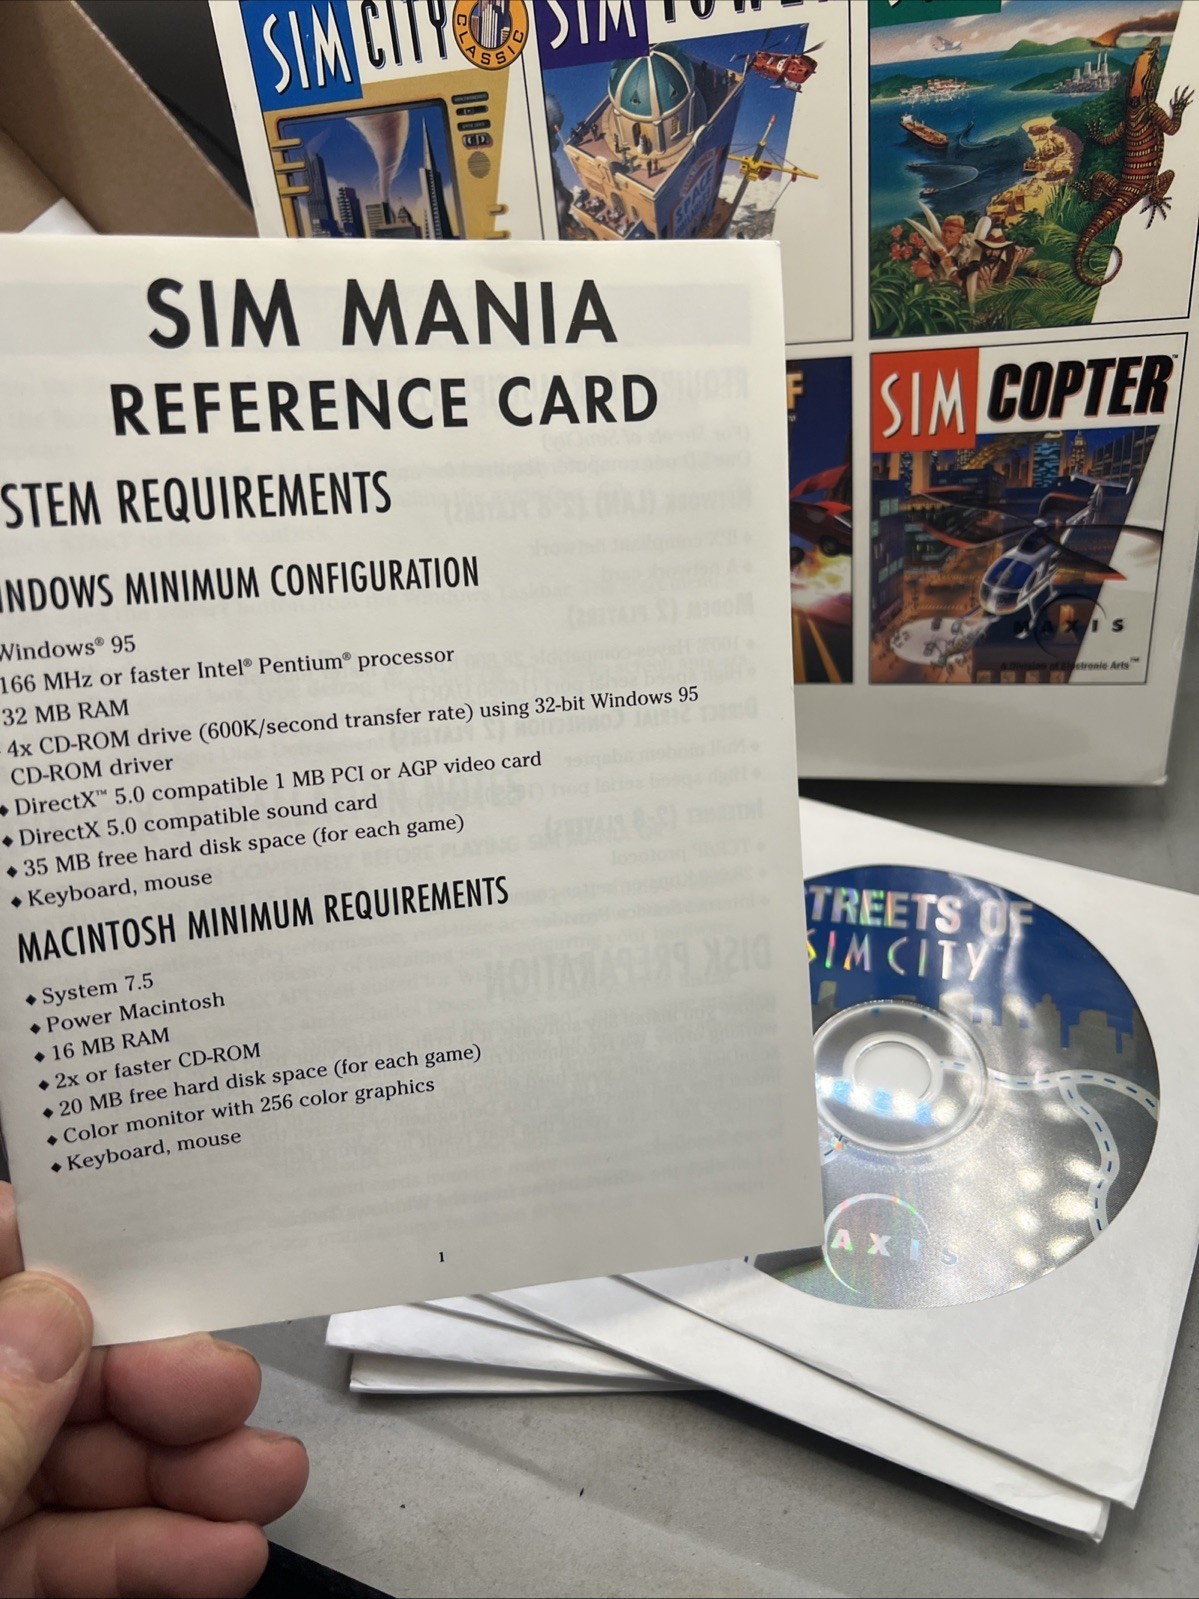 SIM CITY
CLASSIC
SIM TOWER
SIM MANIA
REFERENCE CARD
STEM REQUIREMENTS
INDOWS MINIMUM CONFIGURATION
Windows® 95
166 MHz or faster Intel® Pentium® processor
32 MB RAM
4x CD-ROM drive (600K/second transfer rate) using 32-bit Windows 95
CD-ROM driver
◆ DirectX™ 5.0 compatible 1 MB PCI or AGP video card
◆ DirectX 5.0 compatible sound card
◆ 35 MB free hard disk space (for each game)
◆ Keyboard, mouse
MACINTOSH MINIMUM REQUIREMENTS
◆ System 7.5
◆ Power Macintosh
◆ 16 MB RAM
◆ 2x or faster CD-ROM
◆ 20 MB free hard disk space (for each game)
◆ Color monitor with 256 color graphics
◆ Keyboard, mouse
1
F
SIM COPTER™
MAXIS
A Division of Electronic Arts™
TREETS OF
SIMCITY™
AXIS